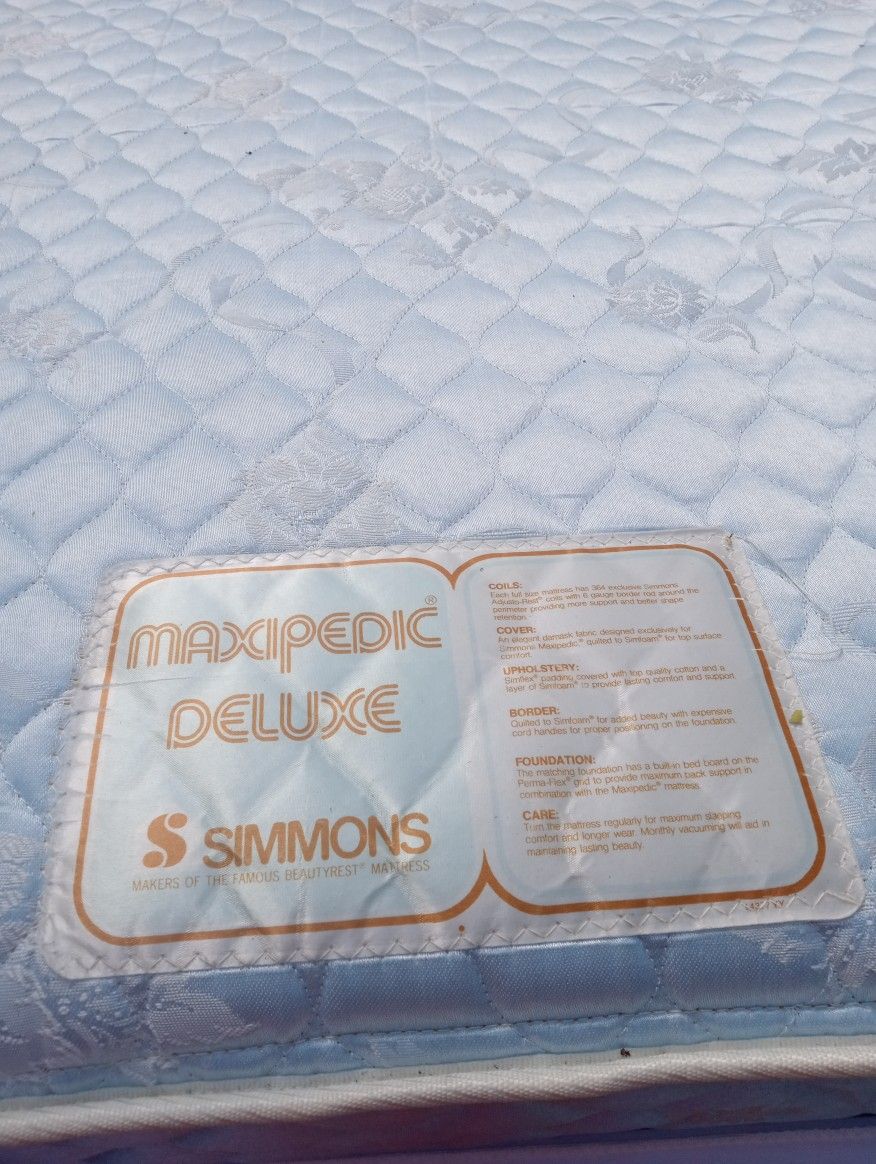 MAXIPEDIC®
DELUXE
S SIMMONS
MAKERS OF THE FAMOUS BEAUTYREST® MATTRESS
COILS:
Each full size mattress has 364 exclusive Simmons
Adjusto-Rest® coils with 6 gauge border rod around the
perimeter providing more support and better shape
retention.
COVER:
An elegant damask fabric designed exclusively for
Simmons Maxipedic® quilted to Simfoam® for top surface
comfort.
UPHOLSTERY:
Simflex® padding covered with top quality cotton and a
layer of Simfoam® to provide lasting comfort and support.
BORDER:
Quilted to Simfoam® for added beauty with expensive
cord handles for proper positioning on the foundation.
FOUNDATION:
The matching foundation has a built-in bed board on the
Perma-Flex® grid to provide maximum back support in
combination with the Maxipedic® mattress.
CARE:
Turn the mattress regularly for maximum sleeping
comfort and longer wear. Monthly vacuuming will aid in
maintaining lasting beauty.